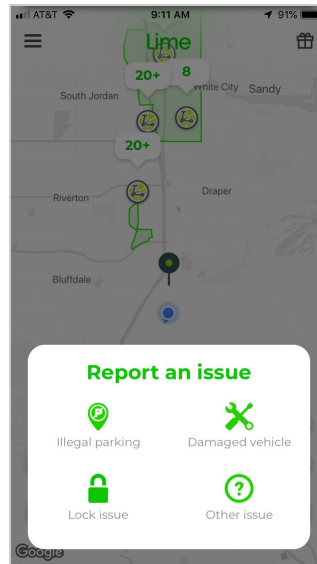 AT&T 9:11 AM 91%
Lime
20+ 8
South Jordan White City Sandy
20+
Riverton Draper
Bluffdale
Report an issue
Illegal parking Damaged vehicle
Lock issue Other issue
Google